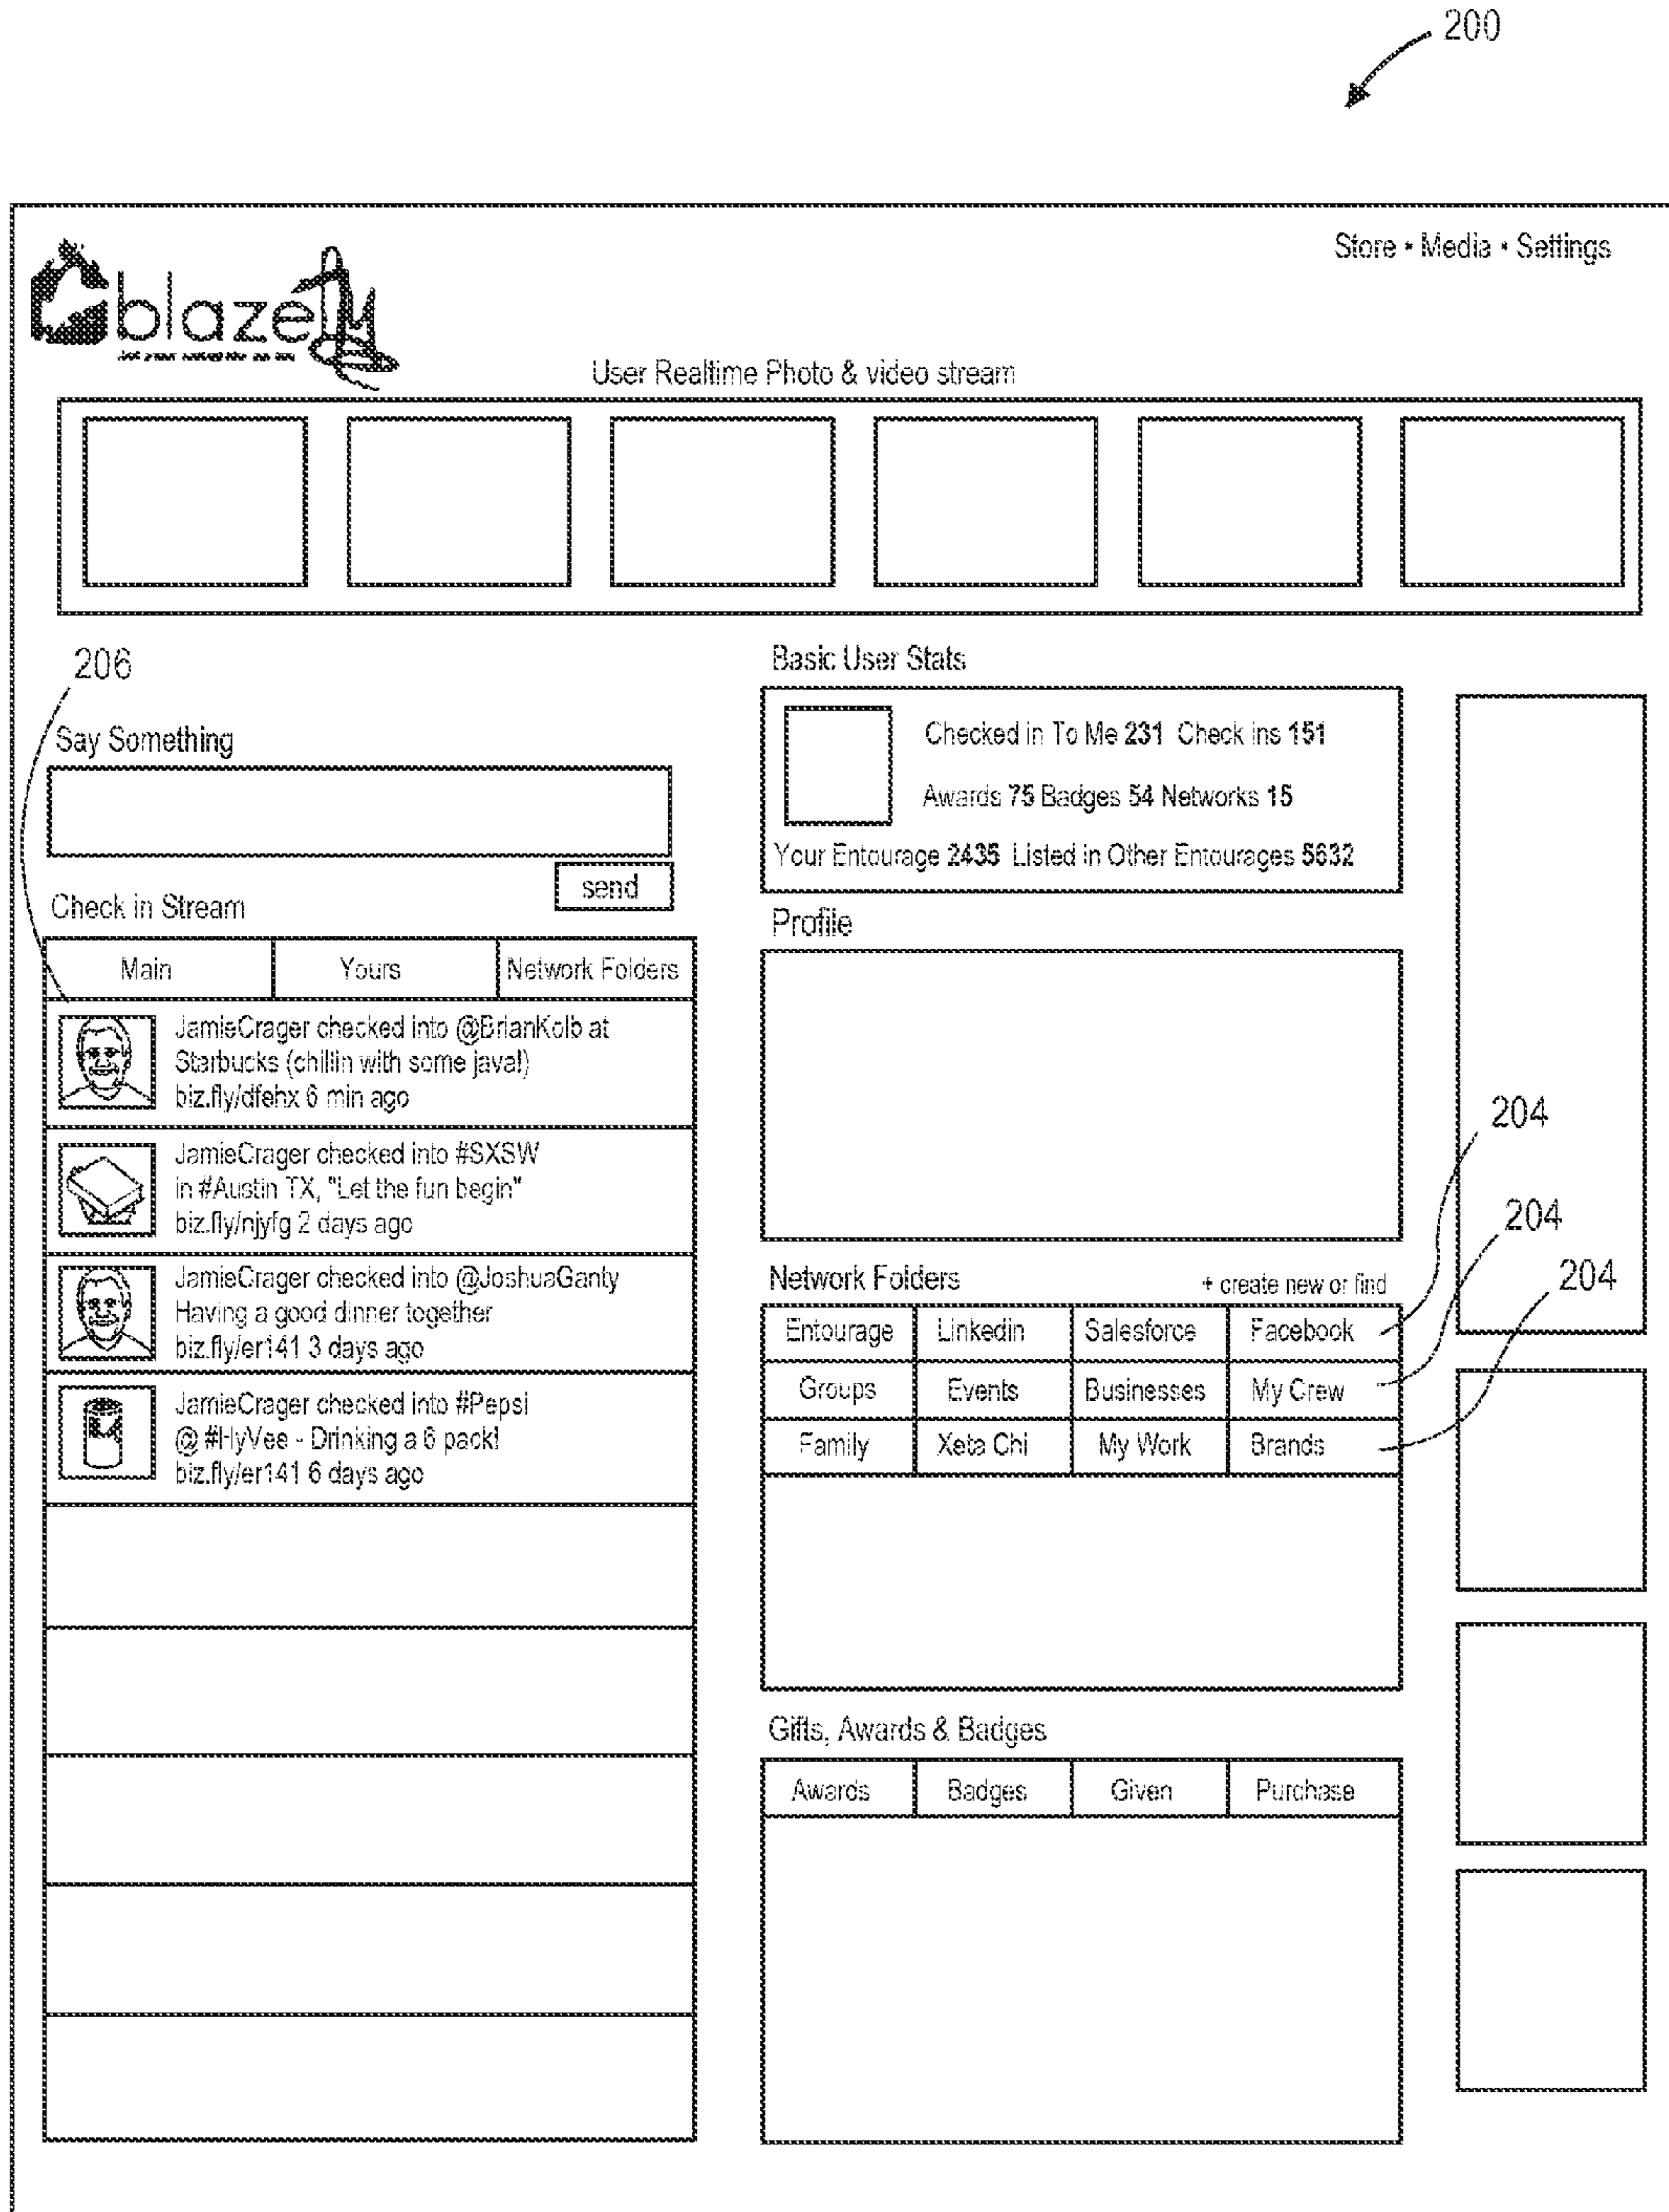 200
Store • Media • Settings
blazefly
User Realtime Photo & video stream
206
Say Something
send
Check in Stream
Main Yours Network Folders
JamieCrager checked into @BrianKolb at
Starbucks (chillin with some java!)
biz.fly/dfehx 6 min ago
JamieCrager checked into #SXSW
in #Austin TX, "Let the fun begin"
biz.fly/njyfg 2 days ago
JamieCrager checked into @JoshuaGanty
Having a good dinner together
biz.fly/er141 3 days ago
JamieCrager checked into #Pepsi
@ #HyVee - Drinking a 6 pack!
biz.fly/er141 6 days ago
Basic User Stats
Checked in To Me 231 Check ins 151
Awards 75 Badges 54 Networks 15
Your Entourage 2435 Listed in Other Entourages 5632
Profile
204
204
204
Network Folders + create new or find
Entourage Linkedin Salesforce Facebook
Groups Events Businesses My Crew
Family Xeta Chi My Work Brands
Gifts, Awards & Badges
Awards Badges Given Purchase